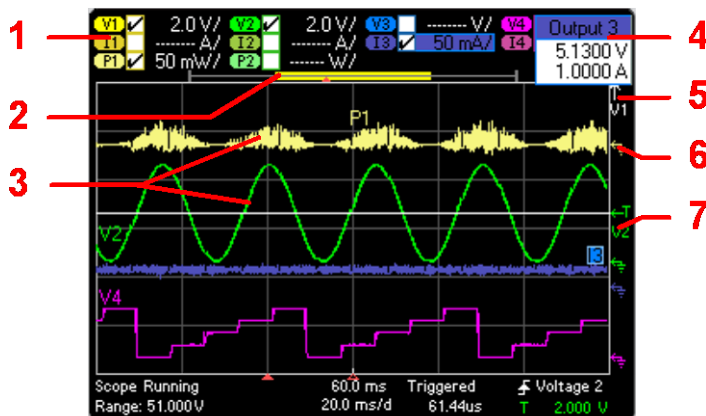 1
V1 2.0 V/ V2 2.0 V/ V3 ------- V/ V4
I1 ------- A/ I2 ------- A/ I3 50 mA/ I4
P1 50 mW/ P2 ------- W/
Output 3
5.1300 V
1.0000 A
4
2
5
V1
P1
6
3
T
7
V2
V2
I3
V4
Scope Running 60.0 ms Triggered Voltage 2
Range: 51.000V 20.0 ms/d 61.44us T 2.000 V